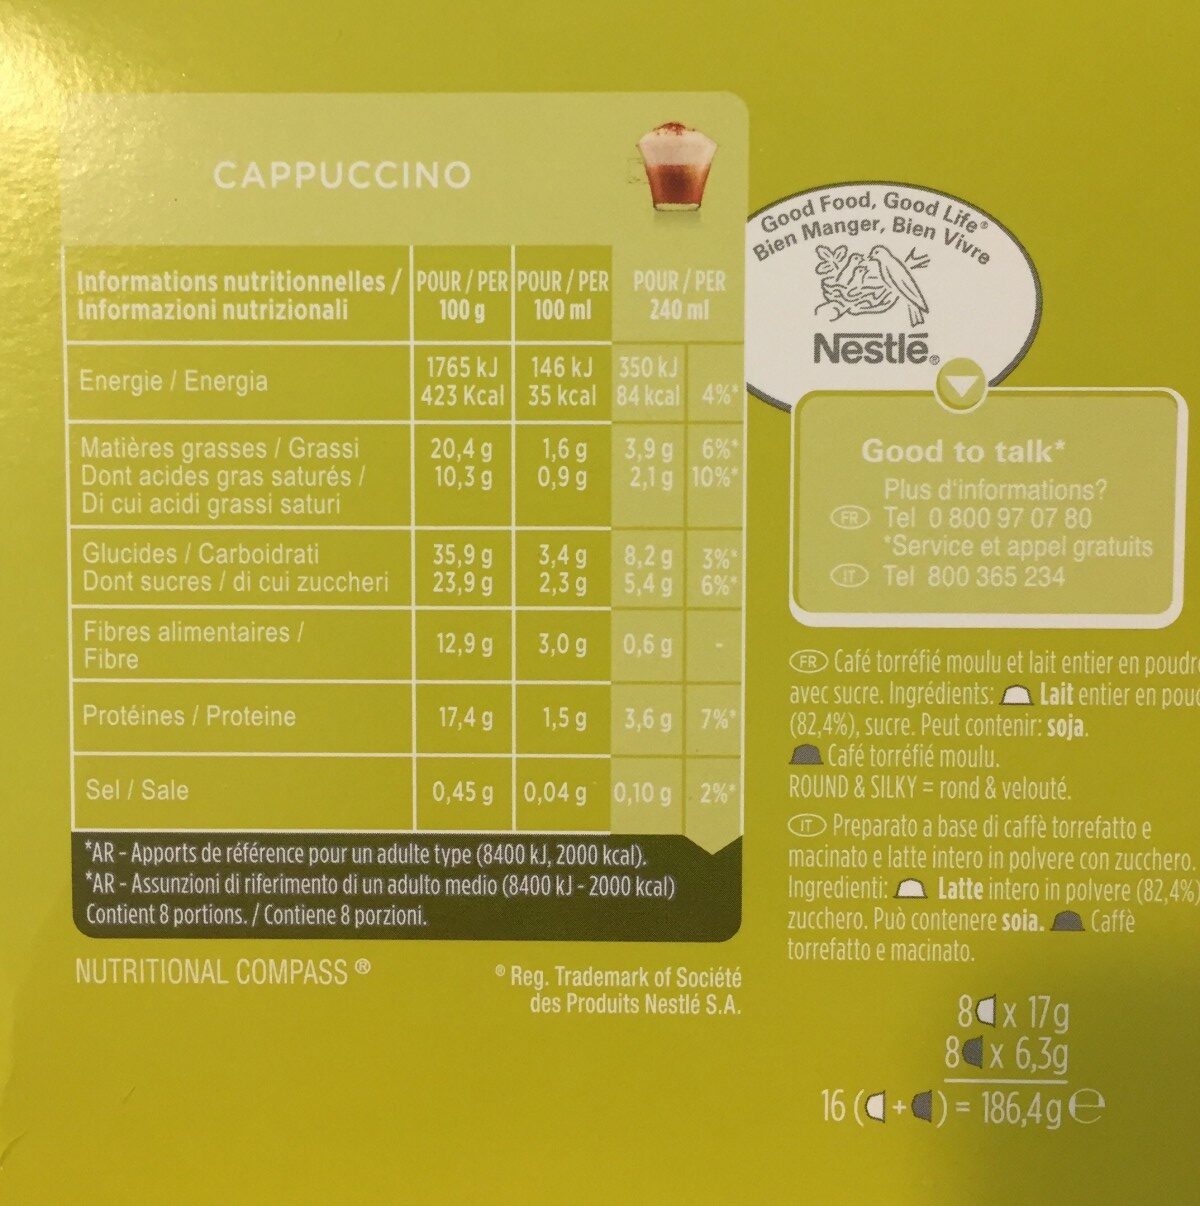 CAPPUCCINO
Informations nutritionnelles / POUR / PER POUR / PER POUR / PER
Informazioni nutrizionali 100 g 100 ml 240 ml
Energie / Energia 1765 kJ 146 kJ 350 kJ
423 Kcal 35 kcal 84 kcal 4%*
Matières grasses / Grassi 20,4 g 1,6 g 3,9 g 6%*
Dont acides gras saturés / 10,3 g 0,9 g 2,1 g 10%*
Di cui acidi grassi saturi
Glucides / Carboidrati 35,9 g 3,4 g 8,2 g 3%*
Dont sucres / di cui zuccheri 23,9 g 2,3 g 5,4 g 6%*
Fibres alimentaires / 12,9 g 3,0 g 0,6 g -
Fibre
Protéines / Proteine 17,4 g 1,5 g 3,6 g 7%*
Sel / Sale 0,45 g 0,04 g 0,10 g 2%*
*AR - Apports de référence pour un adulte type (8400 kJ, 2000 kcal).
*AR - Assunzioni di riferimento di un adulto medio (8400 kJ - 2000 kcal)
Contient 8 portions. / Contiene 8 porzioni.
NUTRITIONAL COMPASS ®
® Reg. Trademark of Société
des Produits Nestlé S.A.
Good Food, Good Life®
Bien Manger, Bien Vivre
Nestlé®
Good to talk*
Plus d'informations?
FR Tel 0 800 97 07 80
*Service et appel gratuits
IT Tel 800 365 234
FR Café torréfié moulu et lait entier en poudre
avec sucre. Ingrédients: Lait entier en poud
(82,4%), sucre. Peut contenir: soja.
Café torréfié moulu.
ROUND & SILKY = rond & velouté.
IT Preparato a base di caffè torrefatto e
macinato e latte intero in polvere con zucchero.
Ingredienti: Latte intero in polvere (82,4%)
zucchero. Può contenere soia. Caffè
torrefatto e macinato.
8 x 17g
8 x 6,3g
16 ( + ) = 186,4g e